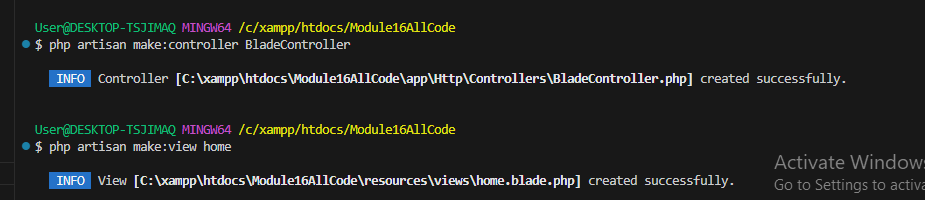 User@DESKTOP-TSJIMAQ MINGW64 /c/xampp/htdocs/Module16AllCode
$ php artisan make:controller BladeController
INFO Controller [C:\xampp\htdocs\Module16AllCode\app\Http\Controllers\BladeController.php] created successfully.
User@DESKTOP-TSJIMAQ MINGW64 /c/xampp/htdocs/Module16AllCode
$ php artisan make:view home
INFO View [C:\xampp\htdocs\Module16AllCode\resources\views\home.blade.php] created successfully.
Activate Windows
Go to Settings to activa